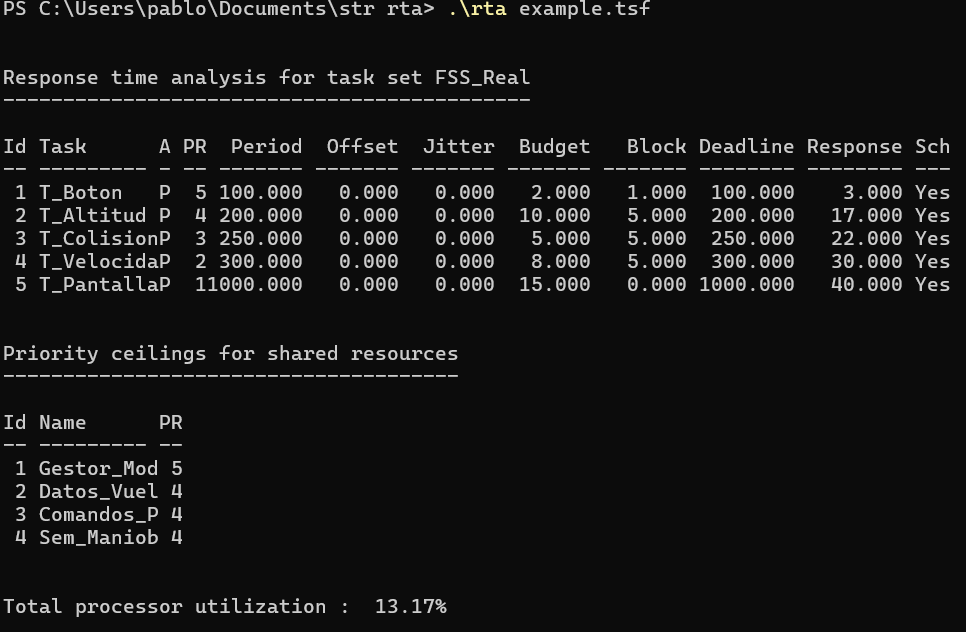 PS C:\Users\pablo\Documents\str rta> .\rta example.tsf
Response time analysis for task set FSS_Real
--------------------------------------------
Id Task      A PR  Period  Offset  Jitter  Budget   Block Deadline Response Sch
-- --------- - -- ------- ------- ------- ------- ------- -------- -------- ---
 1 T_Boton   P  5 100.000   0.000   0.000   2.000   1.000  100.000    3.000 Yes
 2 T_Altitud P  4 200.000   0.000   0.000  10.000   5.000  200.000   17.000 Yes
 3 T_ColisionP  3 250.000   0.000   0.000   5.000   5.000  250.000   22.000 Yes
 4 T_VelocidaP  2 300.000   0.000   0.000   8.000   5.000  300.000   30.000 Yes
 5 T_PantallaP  11000.000   0.000   0.000  15.000   0.000 1000.000   40.000 Yes
Priority ceilings for shared resources
--------------------------------------
Id Name      PR
-- --------- --
 1 Gestor_Mod 5
 2 Datos_Vuel 4
 3 Comandos_P 4
 4 Sem_Maniob 4
Total processor utilization :  13.17%